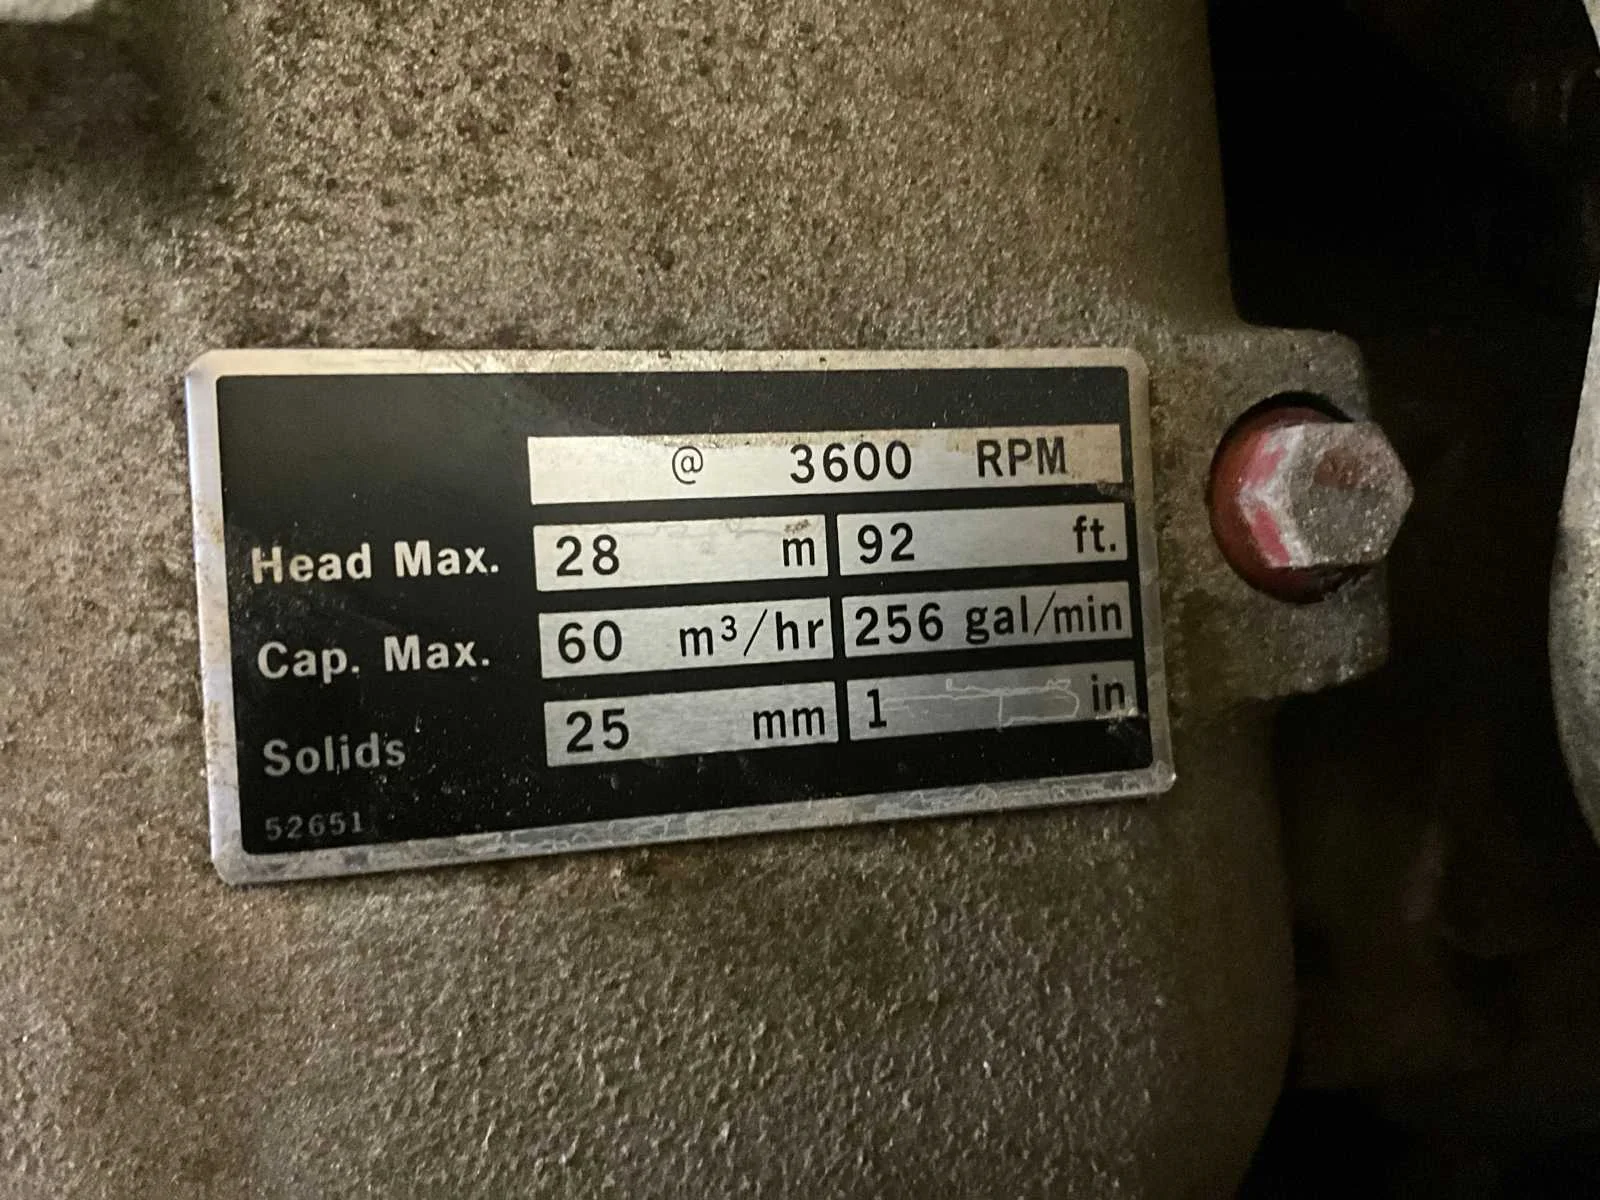 @ 3600 RPM
Head Max. 28 m 92 ft.
Cap. Max. 60 m³/hr 256 gal/min
Solids 25 mm 1 in
52651